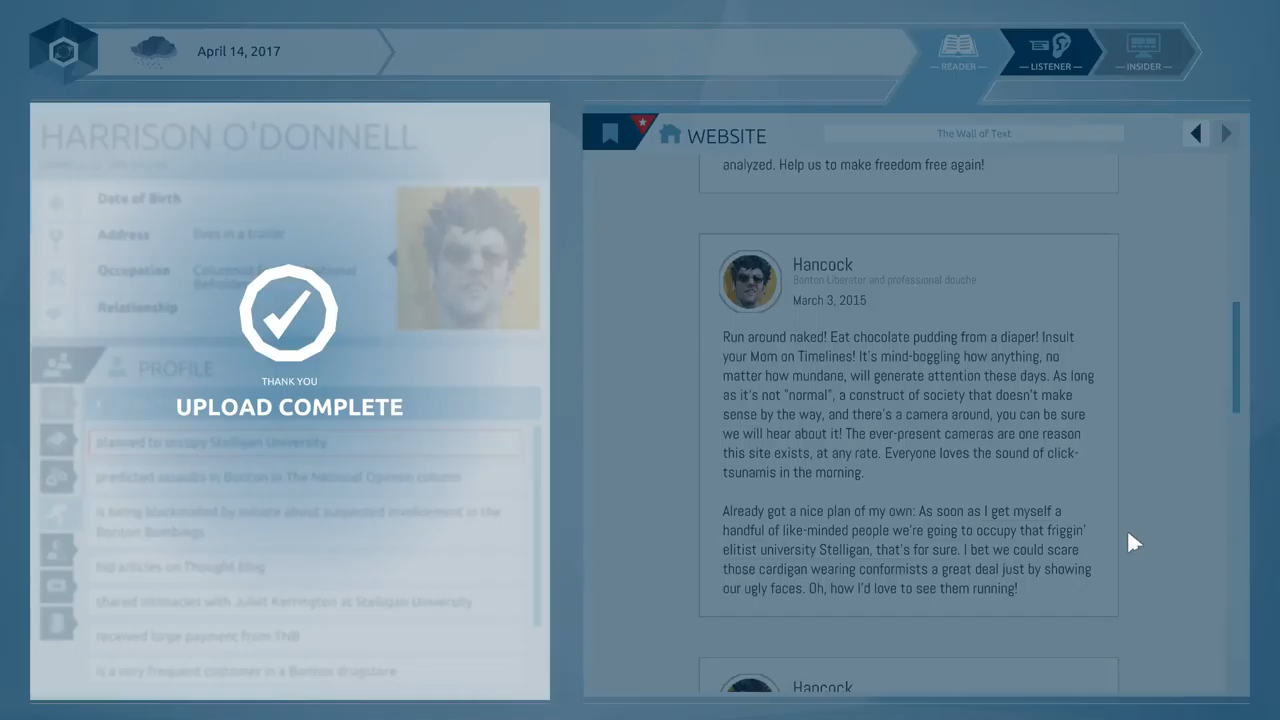 April 14, 2017
— READER —
— LISTENER —
— INSIDER —
HARRISON O'DONNELL
Date of Birth
Address lives in a trailer
Occupation Columnist
Relationship
PROFILE
THANK YOU
UPLOAD COMPLETE
planned to occupy Stelligan University
predicted assaults in Bonton in The National Opinion column
is being blackmailed by minute about suspected involvement in the
Bonton Bombings
hid articles on Thought Blog
shared intimacies with Juliet Kerrington at Stelligan University
received large payment from TNB
is a very frequent customer in a Bonton drugstore
WEBSITE
The Wall of Text
analyzed. Help us to make freedom free again!
Hancock
Bonton Liberator and professional douche
March 3, 2015
Run around naked! Eat chocolate pudding from a diaper! Insult
your Mom on Timelines! It's mind-boggling how anything, no
matter how mundane, will generate attention these days. As long
as it's not "normal", a construct of society that doesn't make
sense by the way, and there's a camera around, you can be sure
we will hear about it! The ever-present cameras are one reason
this site exists, at any rate. Everyone loves the sound of click-
tsunamis in the morning.
Already got a nice plan of my own: As soon as I get myself a
handful of like-minded people we're going to occupy that friggin'
elitist university Stelligan, that's for sure. I bet we could scare
those cardigan wearing conformists a great deal just by showing
our ugly faces. Oh, how I'd love to see them running!
Hancock